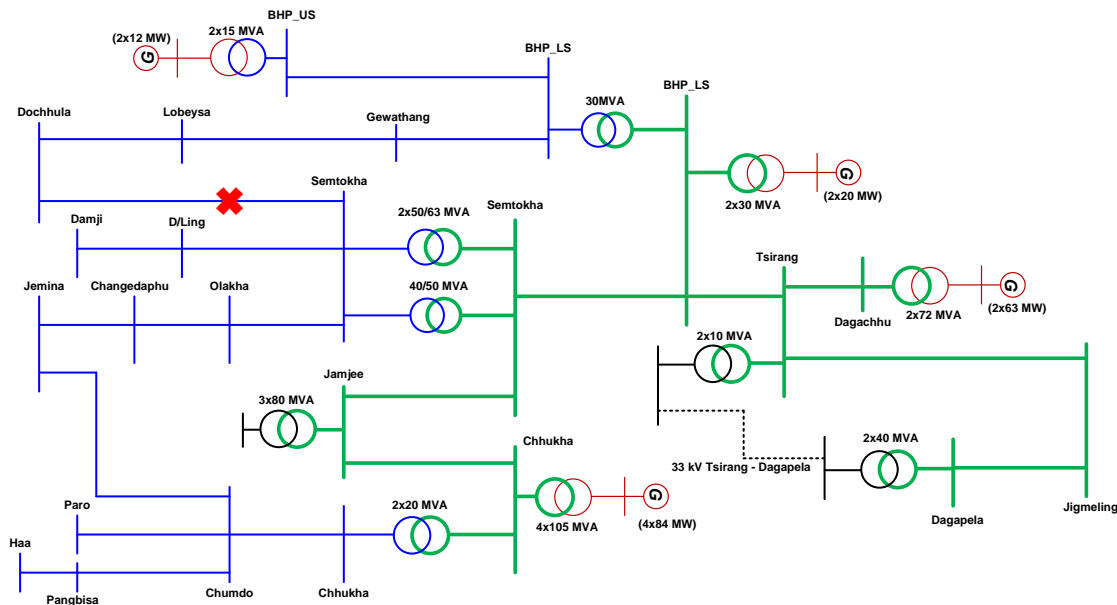 BHP_US
(2x12 MW)
2x15 MVA
G
BHP_LS
BHP_LS
30MVA
Dochhula
Lobeysa
Gewathang
G
2x30 MVA
(2x20 MW)
Semtokha
Damji
D/Ling
2x50/63 MVA
Semtokha
Tsirang
Jemina
Changedaphu
Olakha
40/50 MVA
G
Dagachhu
2x72 MVA
(2x63 MW)
2x10 MVA
Jamjee
3x80 MVA
Chhukha
2x40 MVA
33 kV Tsirang - Dagapela
G
4x105 MVA
(4x84 MW)
Dagapela
Jigmeling
Paro
2x20 MVA
Haa
Pangbisa
Chumdo
Chhukha